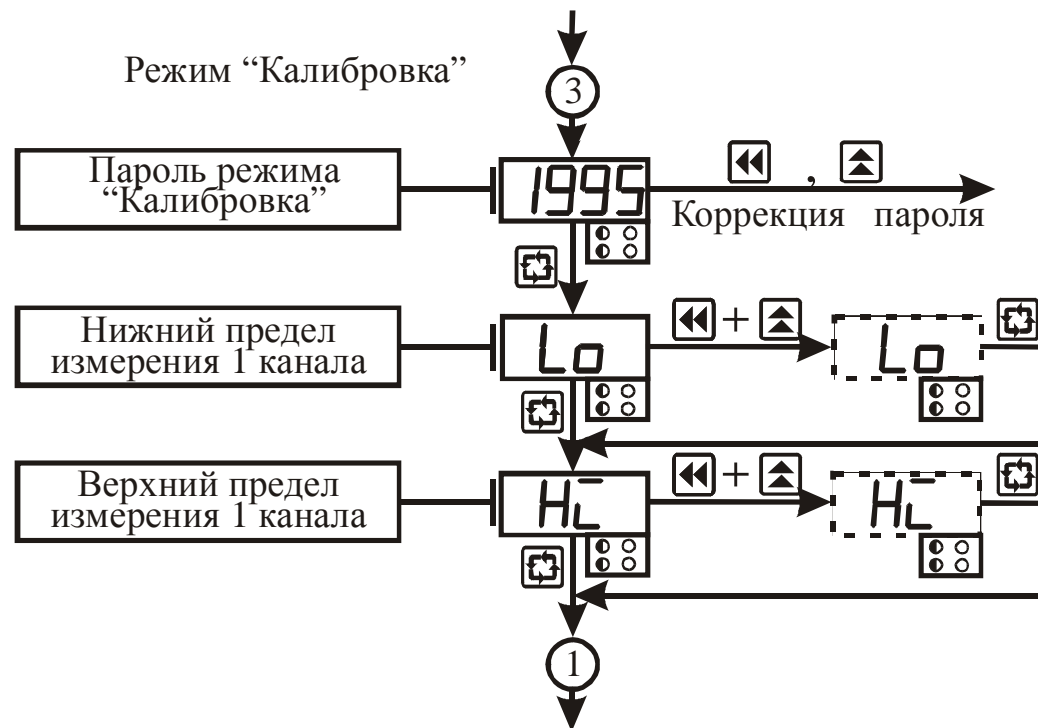 Режим “Калибровка”
3
Пароль режима
“Калибровка”
1995
,
Коррекция пароля
Нижний предел
измерения 1 канала
Lo
+
Lo
Верхний предел
измерения 1 канала
Hi
+
Hi
1